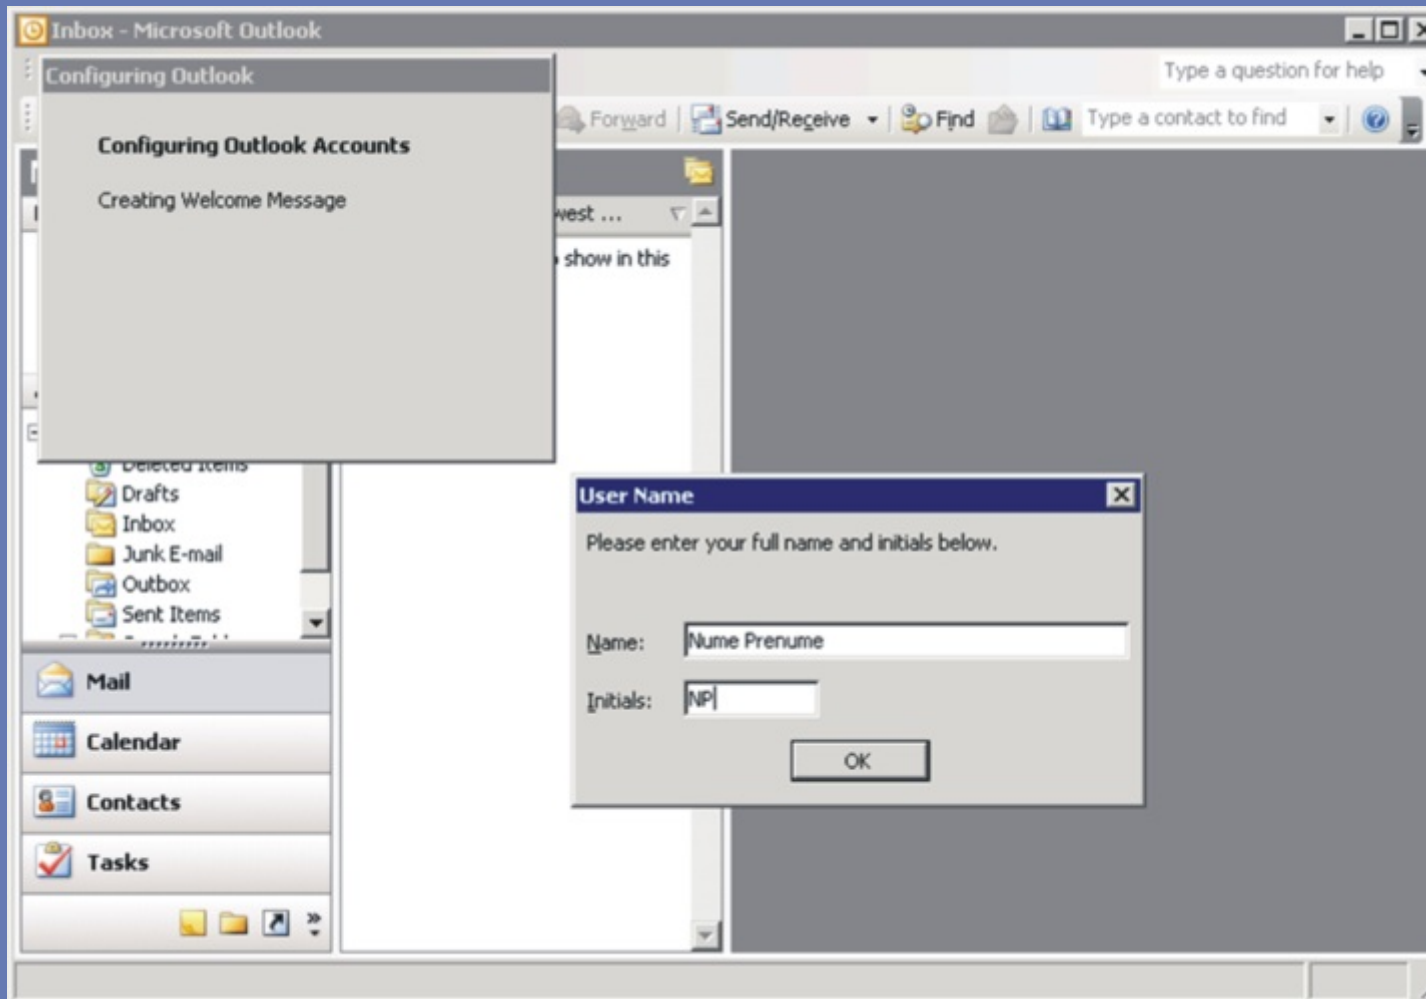 Inbox - Microsoft Outlook
Configuring Outlook
Type a question for help
Forward Send/Receive Find Type a contact to find
Configuring Outlook Accounts
Creating Welcome Message
west ...
show in this
Deleted Items
Drafts
Inbox
Junk E-mail
Outbox
Sent Items
User Name
Please enter your full name and initials below.
Name: Nume Prenume
Initials: NP
OK
Mail
Calendar
Contacts
Tasks